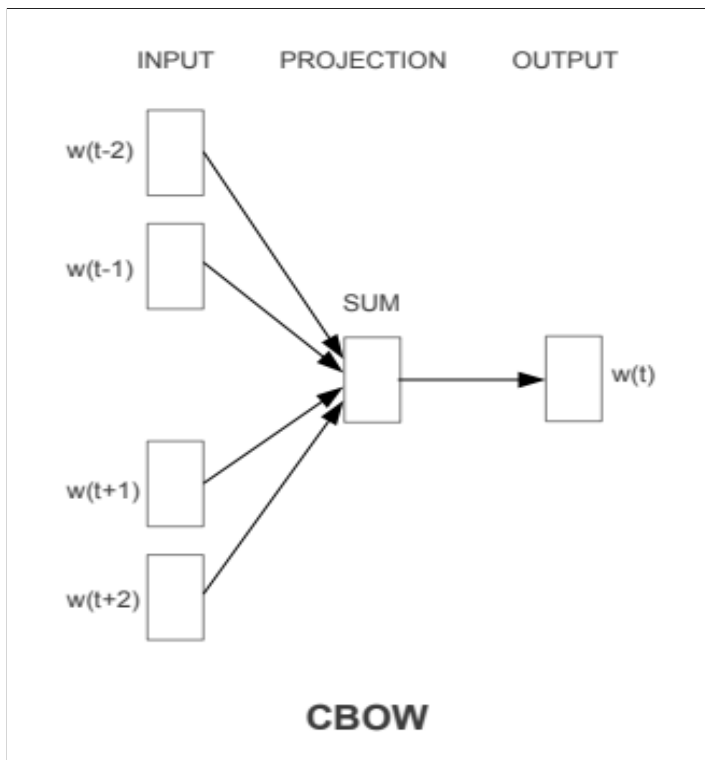 INPUT PROJECTION OUTPUT
w(t-2)
w(t-1)
SUM
w(t)
w(t+1)
w(t+2)
CBOW